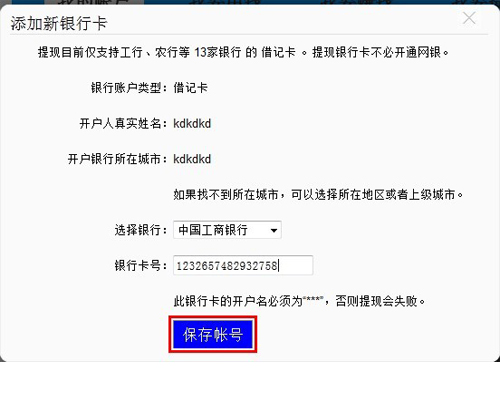 添加新银行卡
提现目前仅支持工行、农行等 13家银行 的 借记卡 。提现银行卡不必开通网银。
银行账户类型：借记卡
开户人真实姓名：kdkdkd
开户银行所在城市：kdkdkd
如果找不到所在城市，可以选择所在地区或者上级城市。
选择银行：中国工商银行
银行卡号：1232657482932758
此银行卡的开户名必须为“****”，否则提现会失败。
保存帐号